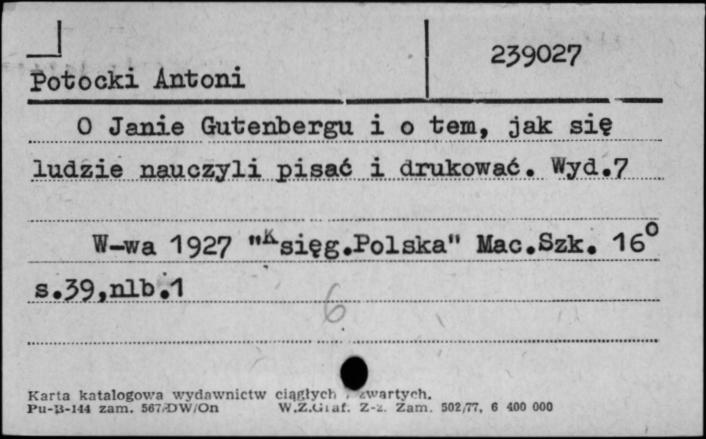 239027
Potocki Antoni
O Janie Gutenbergu i o tem, jak się
ludzie nauczyli pisać i drukować. Wyd.7
W-wa 1927 "Księg.Polska" Mac.Szk. 16°
s.39,nlb.1
6
Karta katalogowa wydawnictw ciągłych i zwartych.
Pu-B-144 zam. 567/DW/On W.Z.Graf. Z-z. Zam. 502/77. 6 400 000